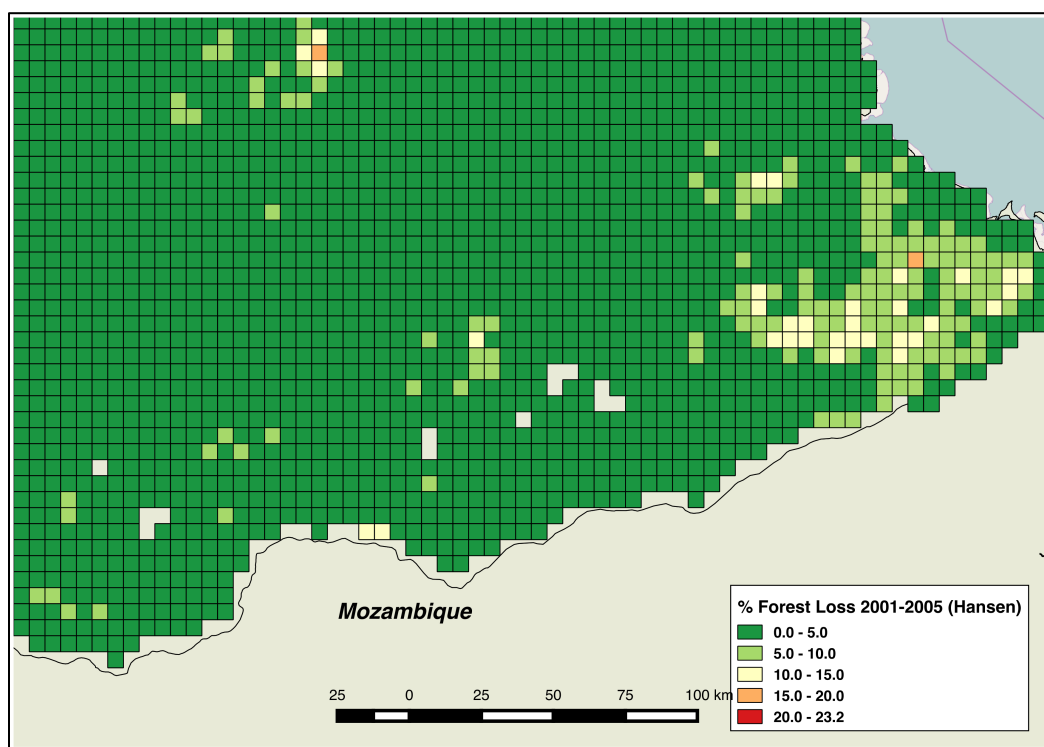 Mozambique
% Forest Loss 2001-2005 (Hansen)
0.0 - 5.0
5.0 - 10.0
10.0 - 15.0
15.0 - 20.0
20.0 - 23.2
25 0 25 50 75 100 km